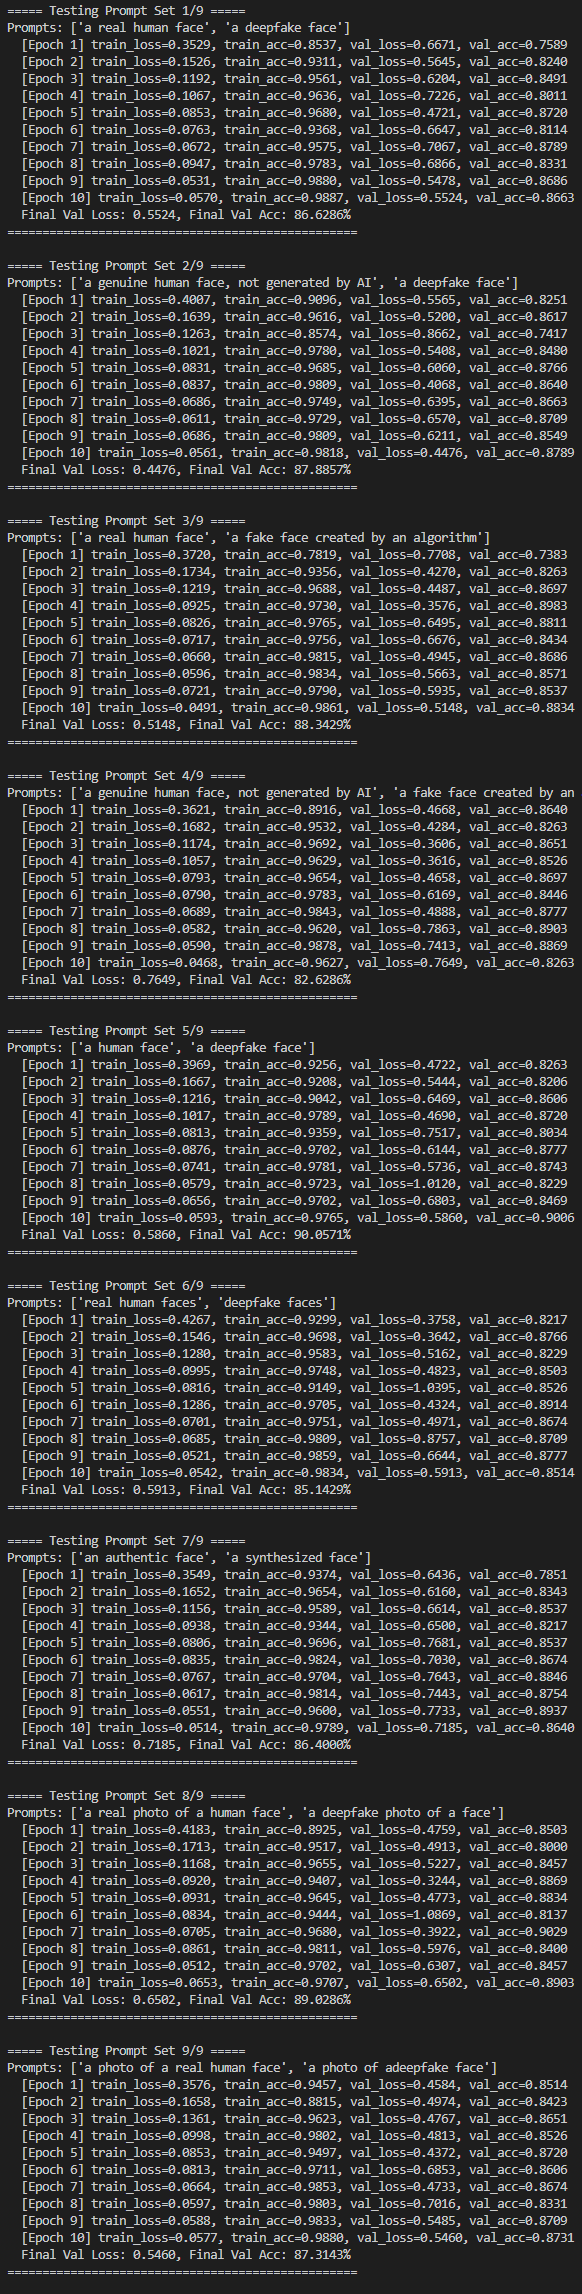 ===== Testing Prompt Set 1/9 =====
Prompts: ['a real human face', 'a deepfake face']
[Epoch 1] train_loss=0.3529, train_acc=0.8537, val_loss=0.6671, val_acc=0.7589
[Epoch 2] train_loss=0.1526, train_acc=0.9311, val_loss=0.5645, val_acc=0.8240
[Epoch 3] train_loss=0.1192, train_acc=0.9561, val_loss=0.6204, val_acc=0.8491
[Epoch 4] train_loss=0.1067, train_acc=0.9636, val_loss=0.7226, val_acc=0.8011
[Epoch 5] train_loss=0.0853, train_acc=0.9680, val_loss=0.4721, val_acc=0.8720
[Epoch 6] train_loss=0.0763, train_acc=0.9368, val_loss=0.6647, val_acc=0.8114
[Epoch 7] train_loss=0.0672, train_acc=0.9575, val_loss=0.7067, val_acc=0.8789
[Epoch 8] train_loss=0.0947, train_acc=0.9783, val_loss=0.6866, val_acc=0.8331
[Epoch 9] train_loss=0.0531, train_acc=0.9880, val_loss=0.5478, val_acc=0.8686
[Epoch 10] train_loss=0.0570, train_acc=0.9887, val_loss=0.5524, val_acc=0.8663
Final Val Loss: 0.5524, Final Val Acc: 86.6286%
==================================================
===== Testing Prompt Set 2/9 =====
Prompts: ['a genuine human face, not generated by AI', 'a deepfake face']
[Epoch 1] train_loss=0.4007, train_acc=0.9096, val_loss=0.5565, val_acc=0.8251
[Epoch 2] train_loss=0.1639, train_acc=0.9616, val_loss=0.5200, val_acc=0.8617
[Epoch 3] train_loss=0.1263, train_acc=0.8574, val_loss=0.8662, val_acc=0.7417
[Epoch 4] train_loss=0.1021, train_acc=0.9780, val_loss=0.5408, val_acc=0.8480
[Epoch 5] train_loss=0.0831, train_acc=0.9685, val_loss=0.6060, val_acc=0.8766
[Epoch 6] train_loss=0.0837, train_acc=0.9809, val_loss=0.4068, val_acc=0.8640
[Epoch 7] train_loss=0.0686, train_acc=0.9749, val_loss=0.6395, val_acc=0.8663
[Epoch 8] train_loss=0.0611, train_acc=0.9729, val_loss=0.6570, val_acc=0.8709
[Epoch 9] train_loss=0.0686, train_acc=0.9809, val_loss=0.6211, val_acc=0.8549
[Epoch 10] train_loss=0.0561, train_acc=0.9818, val_loss=0.4476, val_acc=0.8789
Final Val Loss: 0.4476, Final Val Acc: 87.8857%
==================================================
===== Testing Prompt Set 3/9 =====
Prompts: ['a real human face', 'a fake face created by an algorithm']
[Epoch 1] train_loss=0.3720, train_acc=0.7819, val_loss=0.7708, val_acc=0.7383
[Epoch 2] train_loss=0.1734, train_acc=0.9356, val_loss=0.4270, val_acc=0.8263
[Epoch 3] train_loss=0.1219, train_acc=0.9688, val_loss=0.4487, val_acc=0.8697
[Epoch 4] train_loss=0.0925, train_acc=0.9730, val_loss=0.3576, val_acc=0.8983
[Epoch 5] train_loss=0.0826, train_acc=0.9765, val_loss=0.6495, val_acc=0.8811
[Epoch 6] train_loss=0.0717, train_acc=0.9756, val_loss=0.6676, val_acc=0.8434
[Epoch 7] train_loss=0.0660, train_acc=0.9815, val_loss=0.4945, val_acc=0.8686
[Epoch 8] train_loss=0.0596, train_acc=0.9834, val_loss=0.5663, val_acc=0.8571
[Epoch 9] train_loss=0.0721, train_acc=0.9790, val_loss=0.5935, val_acc=0.8537
[Epoch 10] train_loss=0.0491, train_acc=0.9861, val_loss=0.5148, val_acc=0.8834
Final Val Loss: 0.5148, Final Val Acc: 88.3429%
==================================================
===== Testing Prompt Set 4/9 =====
Prompts: ['a genuine human face, not generated by AI', 'a fake face created by an
[Epoch 1] train_loss=0.3621, train_acc=0.8916, val_loss=0.4668, val_acc=0.8640
[Epoch 2] train_loss=0.1682, train_acc=0.9532, val_loss=0.4284, val_acc=0.8263
[Epoch 3] train_loss=0.1174, train_acc=0.9692, val_loss=0.3606, val_acc=0.8651
[Epoch 4] train_loss=0.1057, train_acc=0.9629, val_loss=0.3616, val_acc=0.8526
[Epoch 5] train_loss=0.0793, train_acc=0.9654, val_loss=0.4658, val_acc=0.8697
[Epoch 6] train_loss=0.0790, train_acc=0.9783, val_loss=0.6169, val_acc=0.8446
[Epoch 7] train_loss=0.0689, train_acc=0.9843, val_loss=0.4888, val_acc=0.8777
[Epoch 8] train_loss=0.0582, train_acc=0.9620, val_loss=0.7863, val_acc=0.8903
[Epoch 9] train_loss=0.0590, train_acc=0.9878, val_loss=0.7413, val_acc=0.8869
[Epoch 10] train_loss=0.0468, train_acc=0.9627, val_loss=0.7649, val_acc=0.8263
Final Val Loss: 0.7649, Final Val Acc: 82.6286%
==================================================
===== Testing Prompt Set 5/9 =====
Prompts: ['a human face', 'a deepfake face']
[Epoch 1] train_loss=0.3969, train_acc=0.9256, val_loss=0.4722, val_acc=0.8263
[Epoch 2] train_loss=0.1667, train_acc=0.9208, val_loss=0.5444, val_acc=0.8206
[Epoch 3] train_loss=0.1216, train_acc=0.9042, val_loss=0.6469, val_acc=0.8606
[Epoch 4] train_loss=0.1017, train_acc=0.9789, val_loss=0.4690, val_acc=0.8720
[Epoch 5] train_loss=0.0813, train_acc=0.9359, val_loss=0.7517, val_acc=0.8034
[Epoch 6] train_loss=0.0876, train_acc=0.9702, val_loss=0.6144, val_acc=0.8777
[Epoch 7] train_loss=0.0741, train_acc=0.9781, val_loss=0.5736, val_acc=0.8743
[Epoch 8] train_loss=0.0579, train_acc=0.9723, val_loss=1.0120, val_acc=0.8229
[Epoch 9] train_loss=0.0656, train_acc=0.9702, val_loss=0.6803, val_acc=0.8469
[Epoch 10] train_loss=0.0593, train_acc=0.9765, val_loss=0.5860, val_acc=0.9006
Final Val Loss: 0.5860, Final Val Acc: 90.0571%
==================================================
===== Testing Prompt Set 6/9 =====
Prompts: ['real human faces', 'deepfake faces']
[Epoch 1] train_loss=0.4267, train_acc=0.9299, val_loss=0.3758, val_acc=0.8217
[Epoch 2] train_loss=0.1546, train_acc=0.9698, val_loss=0.3642, val_acc=0.8766
[Epoch 3] train_loss=0.1280, train_acc=0.9583, val_loss=0.5162, val_acc=0.8229
[Epoch 4] train_loss=0.0995, train_acc=0.9748, val_loss=0.4823, val_acc=0.8503
[Epoch 5] train_loss=0.0816, train_acc=0.9149, val_loss=1.0395, val_acc=0.8526
[Epoch 6] train_loss=0.1286, train_acc=0.9705, val_loss=0.4324, val_acc=0.8914
[Epoch 7] train_loss=0.0701, train_acc=0.9751, val_loss=0.4971, val_acc=0.8674
[Epoch 8] train_loss=0.0685, train_acc=0.9809, val_loss=0.8757, val_acc=0.8709
[Epoch 9] train_loss=0.0521, train_acc=0.9859, val_loss=0.6644, val_acc=0.8777
[Epoch 10] train_loss=0.0542, train_acc=0.9834, val_loss=0.5913, val_acc=0.8514
Final Val Loss: 0.5913, Final Val Acc: 85.1429%
==================================================
===== Testing Prompt Set 7/9 =====
Prompts: ['an authentic face', 'a synthesized face']
[Epoch 1] train_loss=0.3549, train_acc=0.9374, val_loss=0.6436, val_acc=0.7851
[Epoch 2] train_loss=0.1652, train_acc=0.9654, val_loss=0.6160, val_acc=0.8343
[Epoch 3] train_loss=0.1156, train_acc=0.9589, val_loss=0.6614, val_acc=0.8537
[Epoch 4] train_loss=0.0938, train_acc=0.9344, val_loss=0.6500, val_acc=0.8217
[Epoch 5] train_loss=0.0806, train_acc=0.9696, val_loss=0.7681, val_acc=0.8537
[Epoch 6] train_loss=0.0835, train_acc=0.9824, val_loss=0.7030, val_acc=0.8674
[Epoch 7] train_loss=0.0767, train_acc=0.9704, val_loss=0.7643, val_acc=0.8846
[Epoch 8] train_loss=0.0617, train_acc=0.9814, val_loss=0.7443, val_acc=0.8754
[Epoch 9] train_loss=0.0551, train_acc=0.9600, val_loss=0.7733, val_acc=0.8937
[Epoch 10] train_loss=0.0514, train_acc=0.9789, val_loss=0.7185, val_acc=0.8640
Final Val Loss: 0.7185, Final Val Acc: 86.4000%
==================================================
===== Testing Prompt Set 8/9 =====
Prompts: ['a real photo of a human face', 'a deepfake photo of a face']
[Epoch 1] train_loss=0.4183, train_acc=0.8925, val_loss=0.4759, val_acc=0.8503
[Epoch 2] train_loss=0.1713, train_acc=0.9517, val_loss=0.4913, val_acc=0.8000
[Epoch 3] train_loss=0.1168, train_acc=0.9655, val_loss=0.5227, val_acc=0.8457
[Epoch 4] train_loss=0.0920, train_acc=0.9407, val_loss=0.3244, val_acc=0.8869
[Epoch 5] train_loss=0.0931, train_acc=0.9645, val_loss=0.4773, val_acc=0.8834
[Epoch 6] train_loss=0.0834, train_acc=0.9444, val_loss=1.0869, val_acc=0.8137
[Epoch 7] train_loss=0.0705, train_acc=0.9680, val_loss=0.3922, val_acc=0.9029
[Epoch 8] train_loss=0.0861, train_acc=0.9811, val_loss=0.5976, val_acc=0.8400
[Epoch 9] train_loss=0.0512, train_acc=0.9702, val_loss=0.6307, val_acc=0.8457
[Epoch 10] train_loss=0.0653, train_acc=0.9707, val_loss=0.6502, val_acc=0.8903
Final Val Loss: 0.6502, Final Val Acc: 89.0286%
==================================================
===== Testing Prompt Set 9/9 =====
Prompts: ['a photo of a real human face', 'a photo of adeepfake face']
[Epoch 1] train_loss=0.3576, train_acc=0.9457, val_loss=0.4584, val_acc=0.8514
[Epoch 2] train_loss=0.1658, train_acc=0.8815, val_loss=0.4974, val_acc=0.8423
[Epoch 3] train_loss=0.1361, train_acc=0.9623, val_loss=0.4767, val_acc=0.8651
[Epoch 4] train_loss=0.0998, train_acc=0.9802, val_loss=0.4813, val_acc=0.8526
[Epoch 5] train_loss=0.0853, train_acc=0.9497, val_loss=0.4372, val_acc=0.8720
[Epoch 6] train_loss=0.0813, train_acc=0.9711, val_loss=0.6853, val_acc=0.8606
[Epoch 7] train_loss=0.0664, train_acc=0.9853, val_loss=0.4733, val_acc=0.8674
[Epoch 8] train_loss=0.0597, train_acc=0.9803, val_loss=0.7016, val_acc=0.8331
[Epoch 9] train_loss=0.0588, train_acc=0.9833, val_loss=0.5485, val_acc=0.8709
[Epoch 10] train_loss=0.0577, train_acc=0.9880, val_loss=0.5460, val_acc=0.8731
Final Val Loss: 0.5460, Final Val Acc: 87.3143%
==================================================